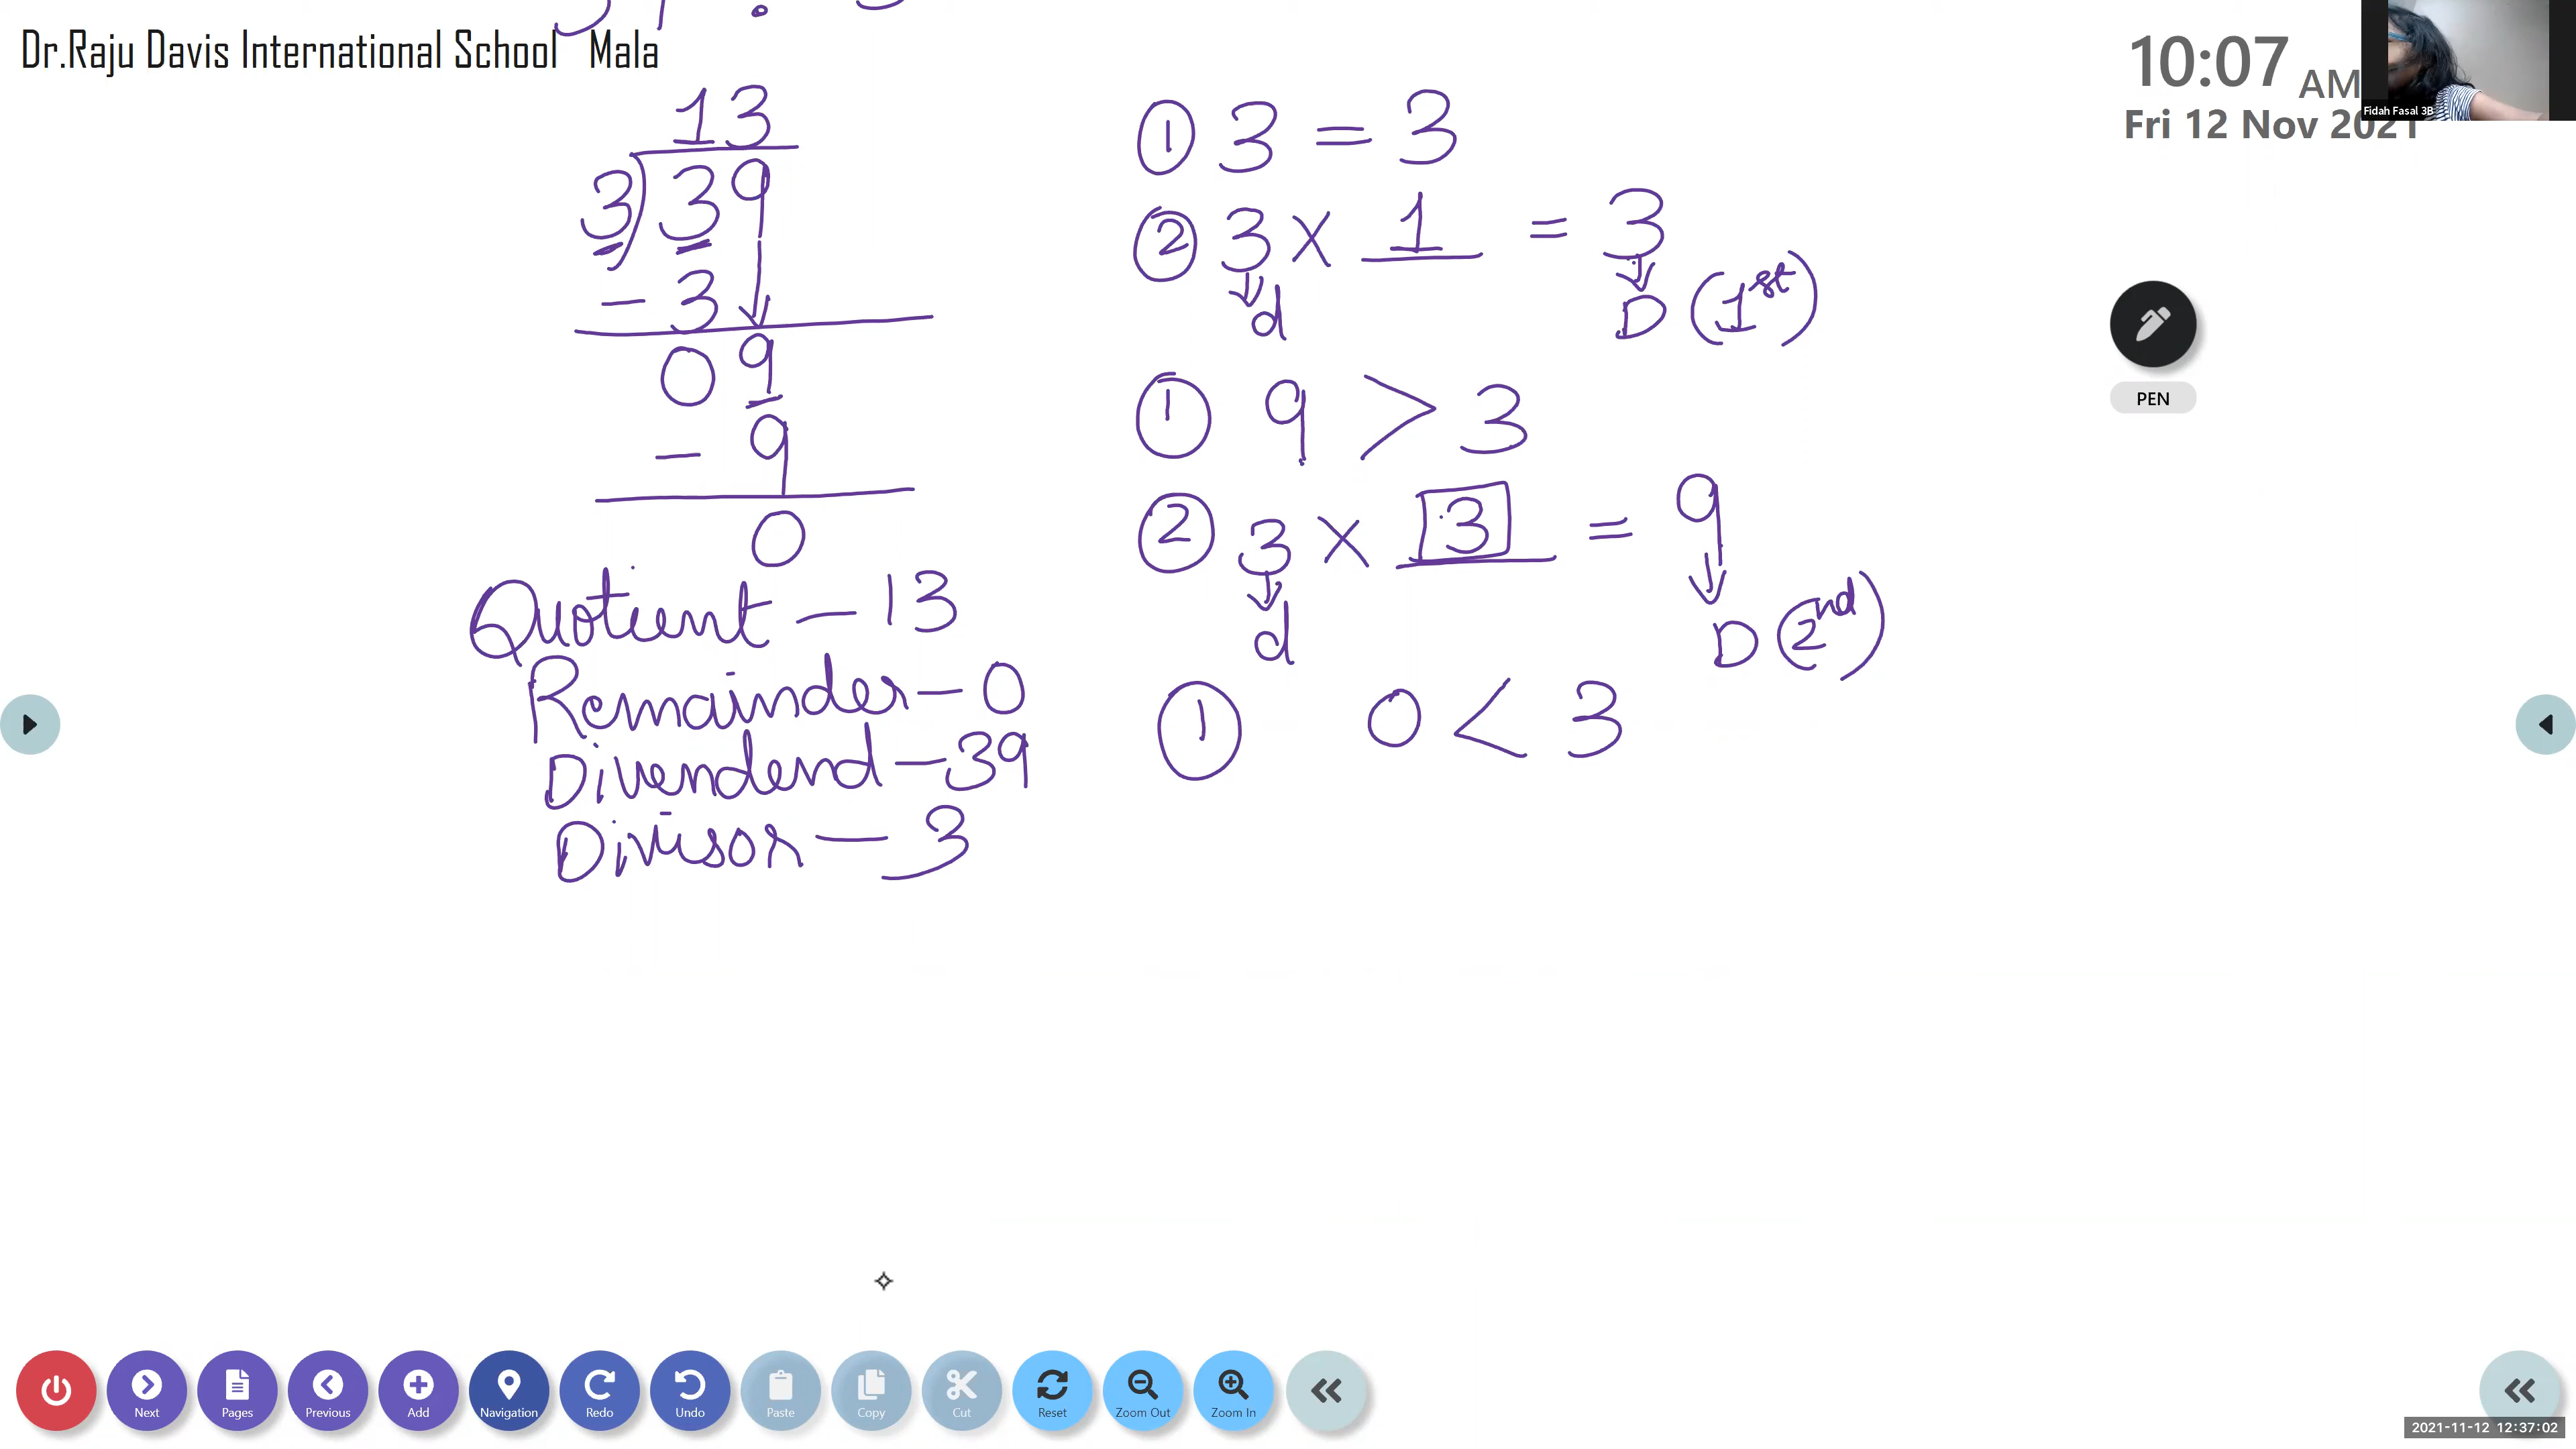 Dr.Raju Davis International School Mala
10:07 AM
Fri 12 Nov 2021
Fidah Fasal 3B
13
3)39
- 3
09
- 9
0
Quotient - 13
Remainder - 0
Divendend - 39
Divisor - 3
① 3 = 3
② 3 × 1 = 3
d D (1st)
① 9 > 3
② 3 × 3 = 9
d D (2nd)
① 0 < 3
PEN
Next Pages Previous Add Navigation Redo Undo Paste Copy Cut Reset Zoom Out Zoom In
2021-11-12 12:37:02